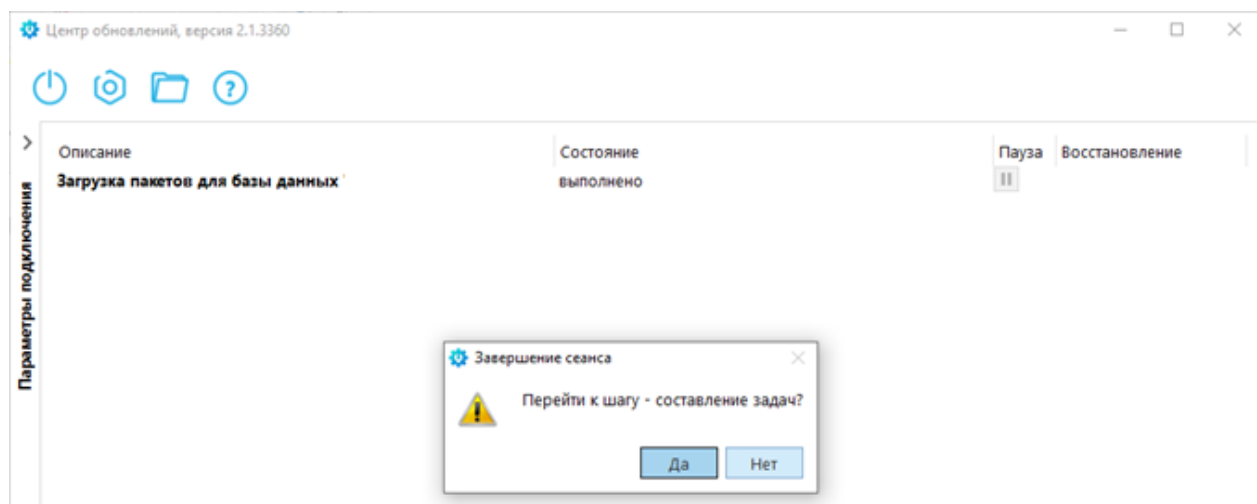 Центр обновлений, версия 2.1.3360
Описание Состояние Пауза Восстановление
Загрузка пакетов для базы данных выполнено
Параметры подключения
Завершение сеанса
Перейти к шагу - составление задач?
Да Нет